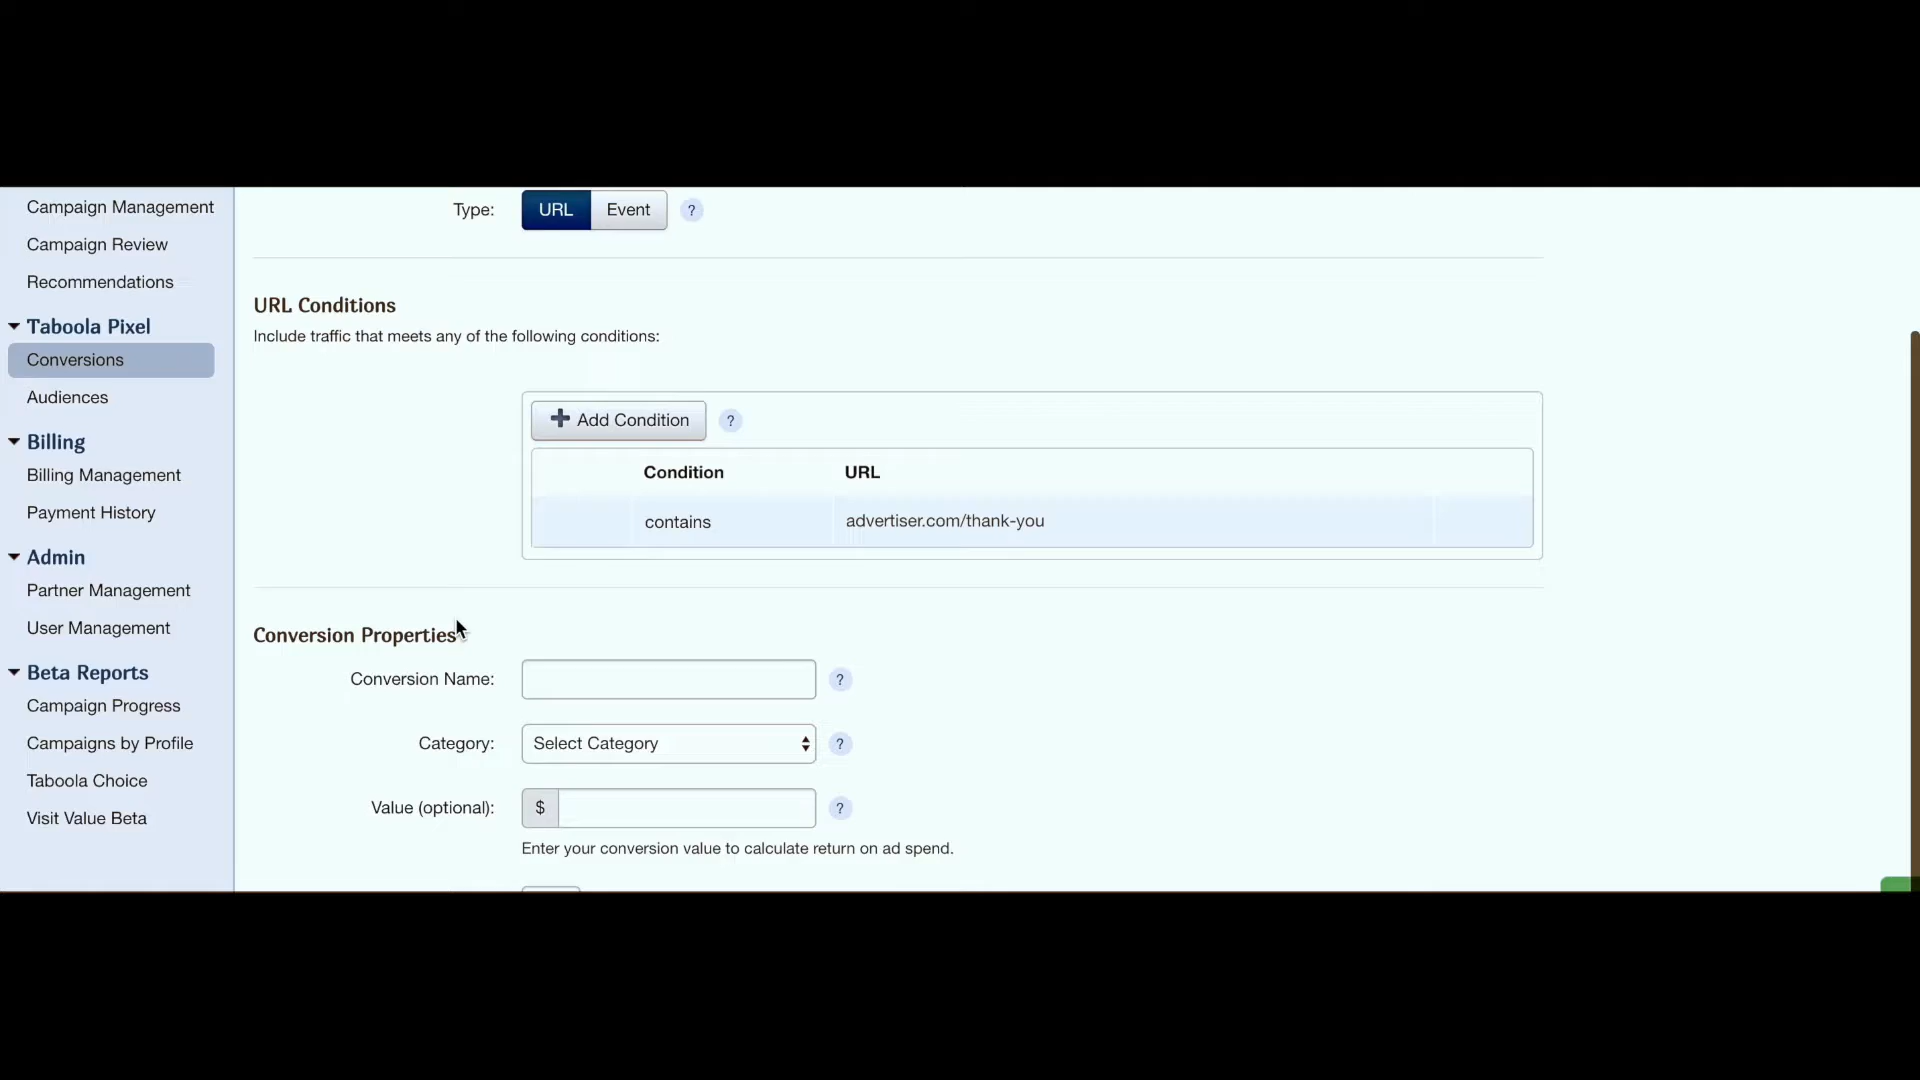 Campaign Management
Campaign Review
Recommendations
Taboola Pixel
Conversions
Audiences
Billing
Billing Management
Payment History
Admin
Partner Management
User Management
Beta Reports
Campaign Progress
Campaigns by Profile
Taboola Choice
Visit Value Beta
Type: URL Event ?
URL Conditions
Include traffic that meets any of the following conditions:
Add Condition ?
Condition URL
contains advertiser.com/thank-you
Conversion Properties
Conversion Name: ?
Category: Select Category ?
Value (optional): $ ?
Enter your conversion value to calculate return on ad spend.